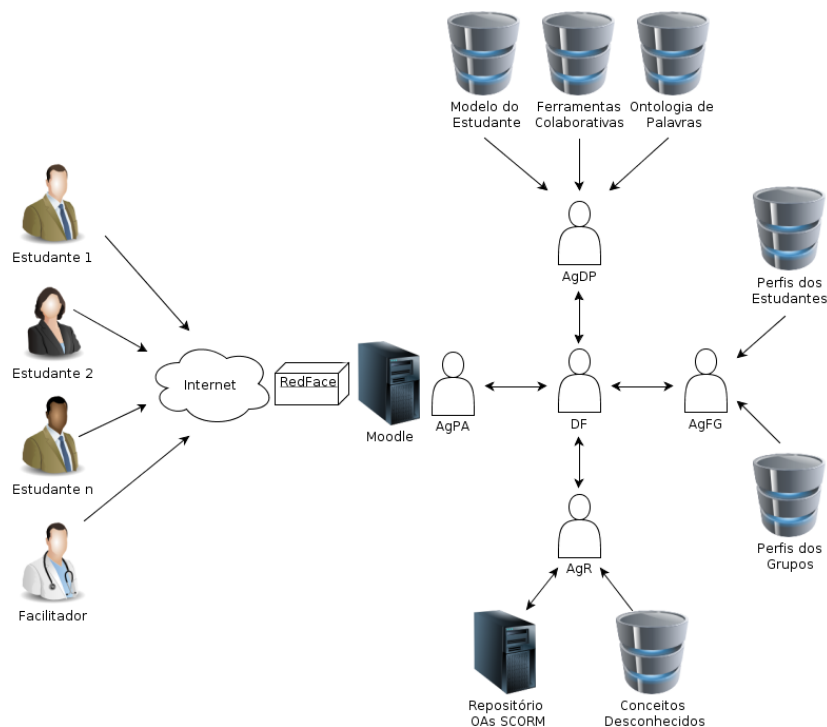 Modelo do
Estudante
Ferramentas
Colaborativas
Ontologia de
Palavras
Estudante 1
AgDP
Perfis dos
Estudantes
Estudante 2
Internet
RedFace
Moodle
AgPA
DF
AgFG
Estudante n
Perfis dos
Grupos
AgR
Facilitador
Repositório
OAs SCORM
Conceitos
Desconhecidos